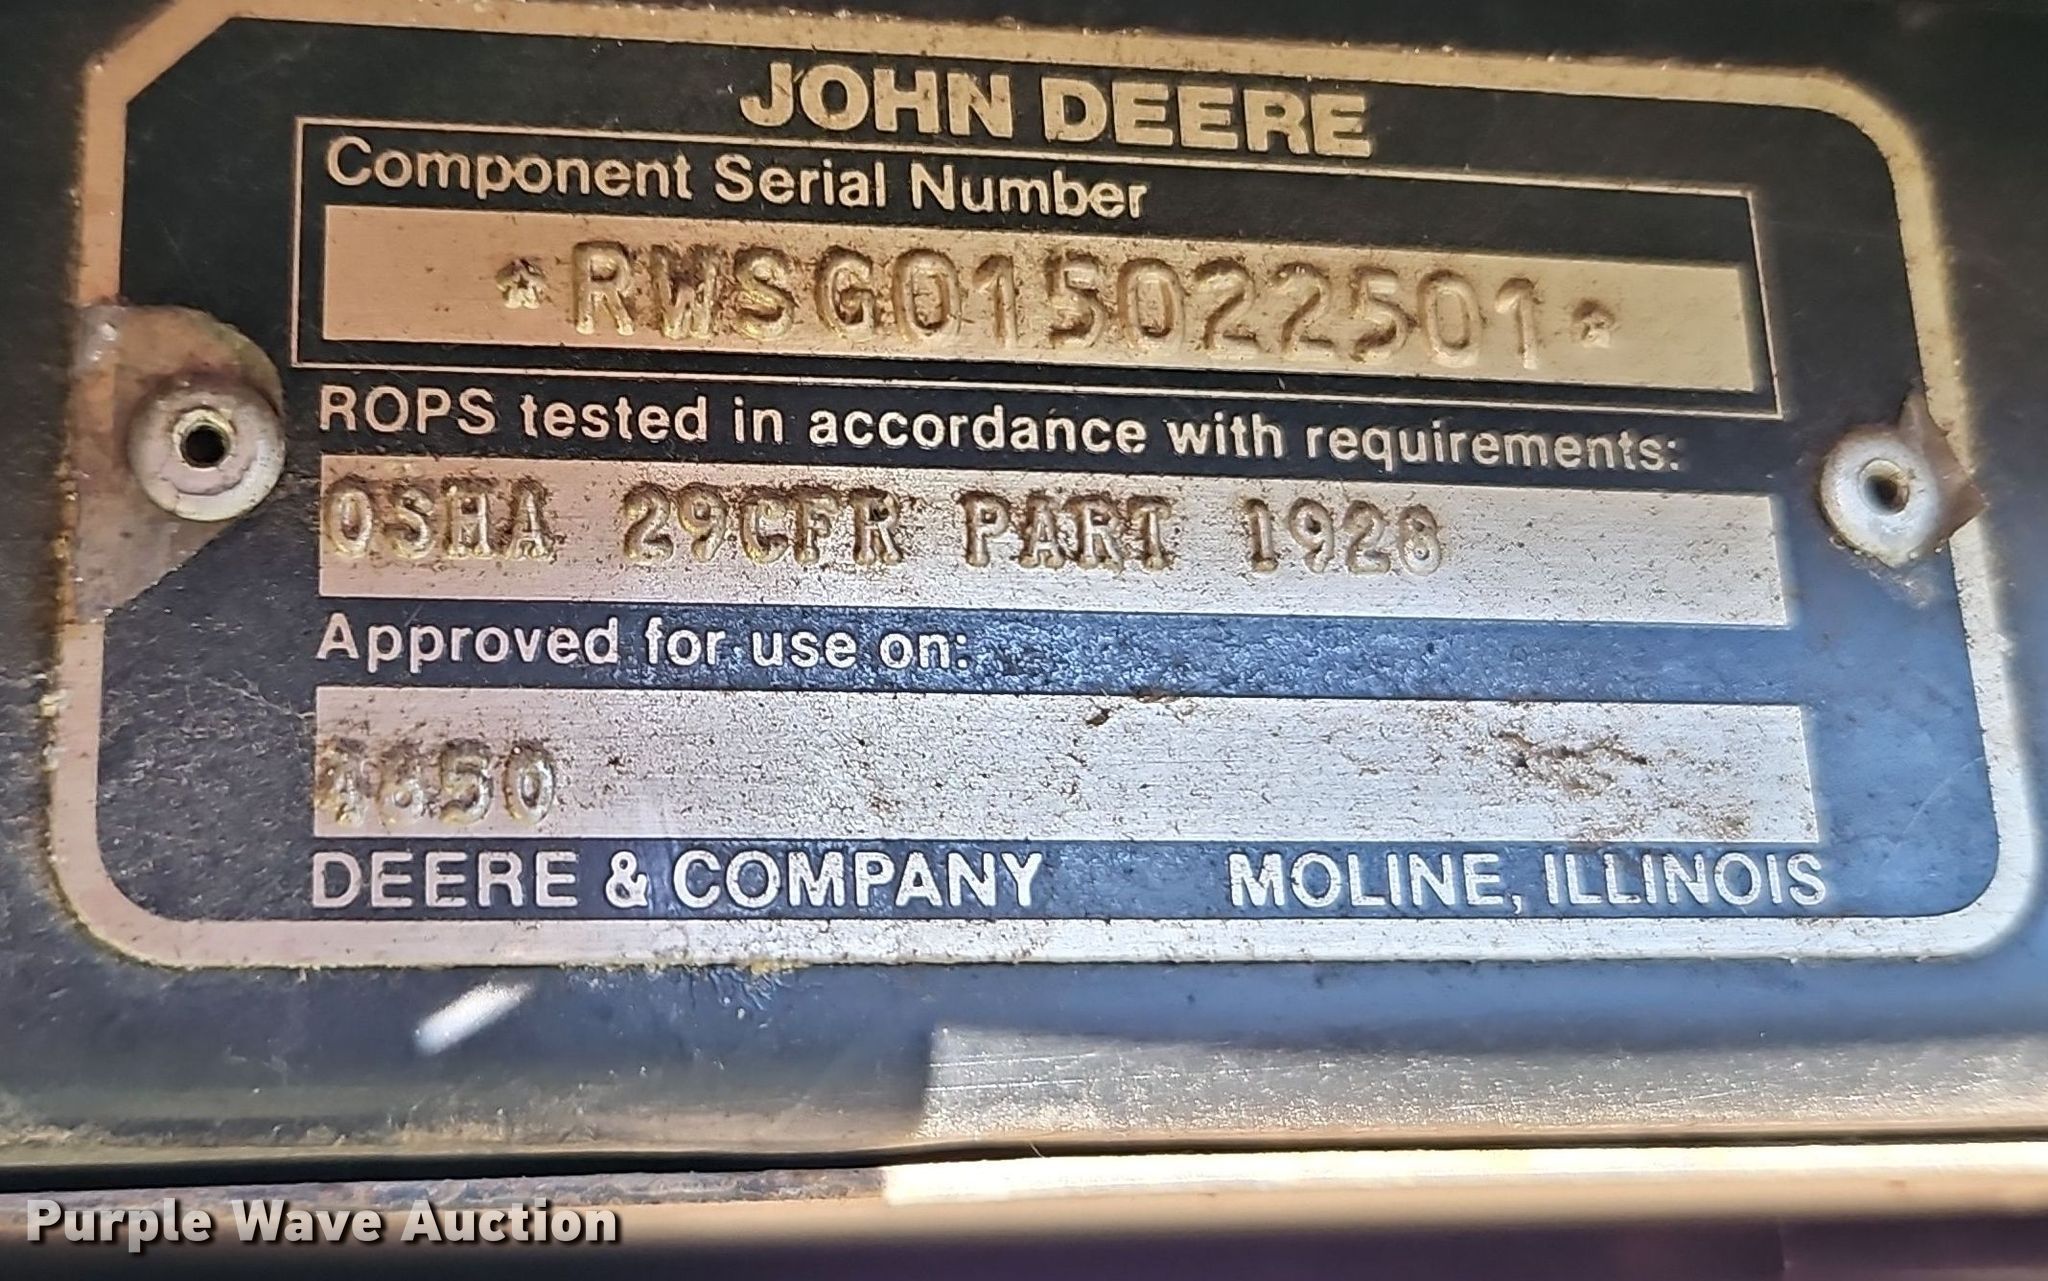 JOHN DEERE
Component Serial Number
*RWSG015022501*
ROPS tested in accordance with requirements:
OSHA 29CFR PART 1928
Approved for use on:
4650
DEERE & COMPANY MOLINE, ILLINOIS
Purple Wave Auction